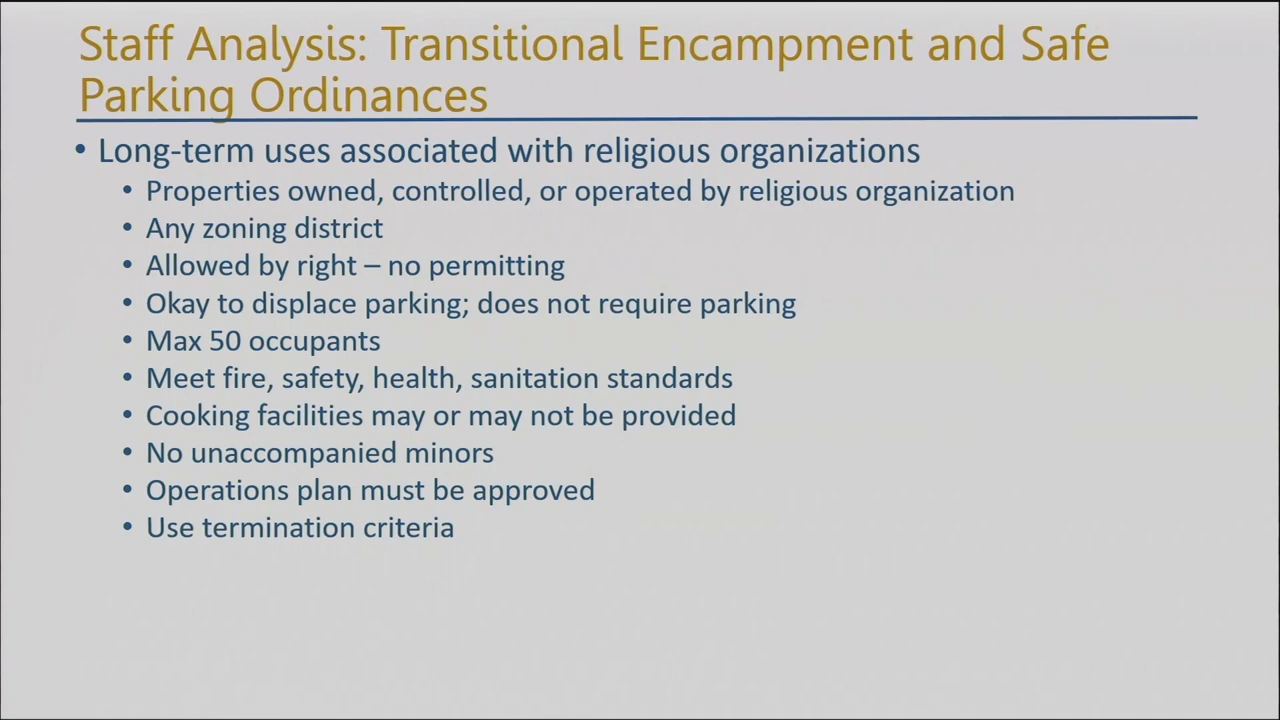 Staff Analysis: Transitional Encampment and Safe
Parking Ordinances
• Long-term uses associated with religious organizations
• Properties owned, controlled, or operated by religious organization
• Any zoning district
• Allowed by right – no permitting
• Okay to displace parking; does not require parking
• Max 50 occupants
• Meet fire, safety, health, sanitation standards
• Cooking facilities may or may not be provided
• No unaccompanied minors
• Operations plan must be approved
• Use termination criteria